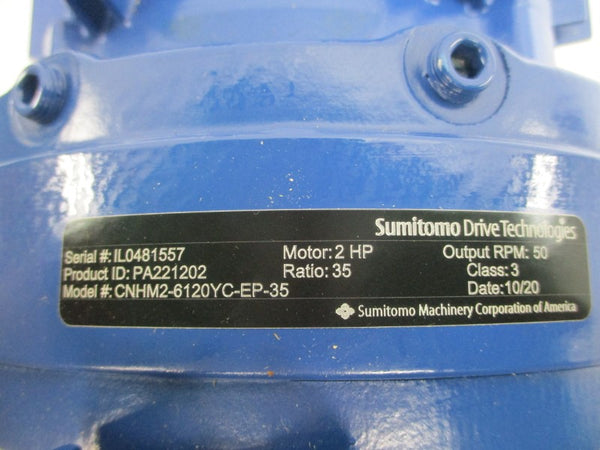 Sumitomo Drive Technologies
Serial #: IL0481557 Motor: 2 HP Output RPM: 50
Product ID: PA221202 Ratio: 35 Class: 3
Model #: CNHM2-6120YC-EP-35 Date:10/20
Sumitomo Machinery Corporation of America